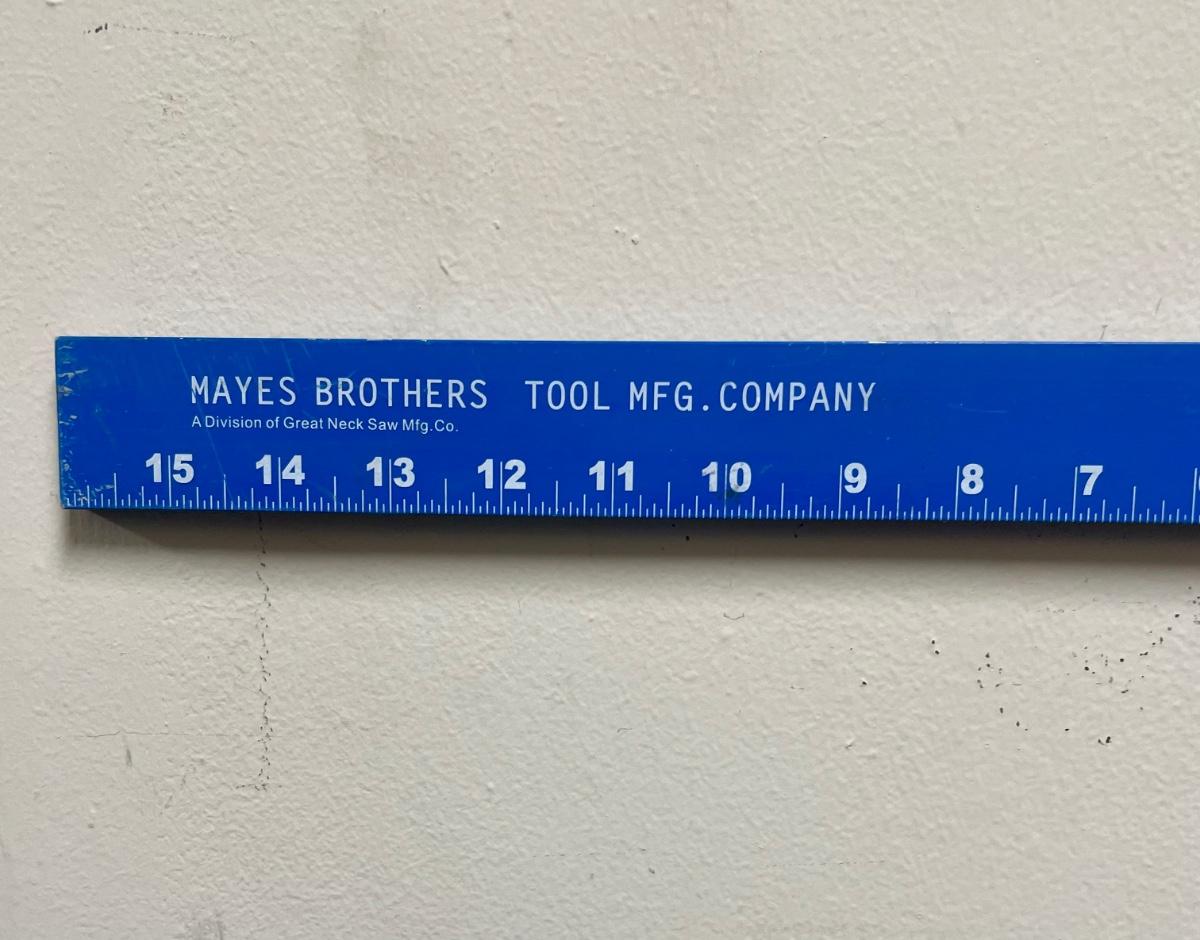 MAYES BROTHERS TOOL MFG.COMPANY
A Division of Great Neck Saw Mfg.Co.
15 14 13 12 11 10 9 8 7